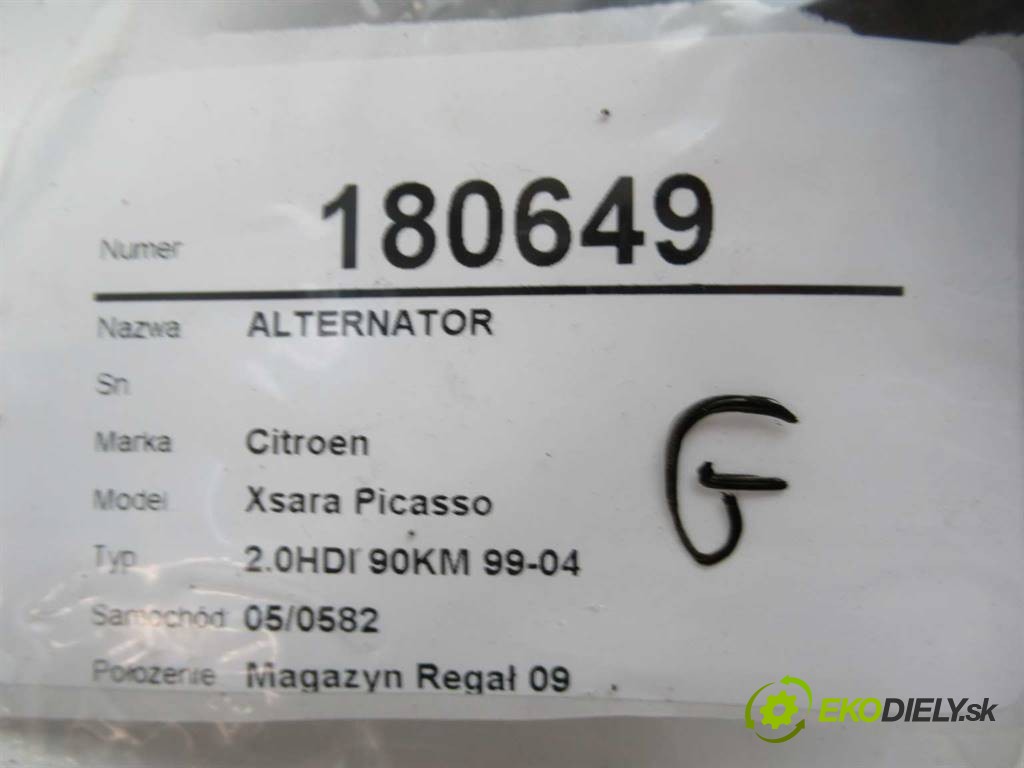 Numer 180649
Nazwa ALTERNATOR
Sn
Marka Citroen
Model Xsara Picasso
Typ 2.0HDI 90KM 99-04
Samochód 05/0582
Położenie Magazyn Regał 09
G
EKODIELY.sk